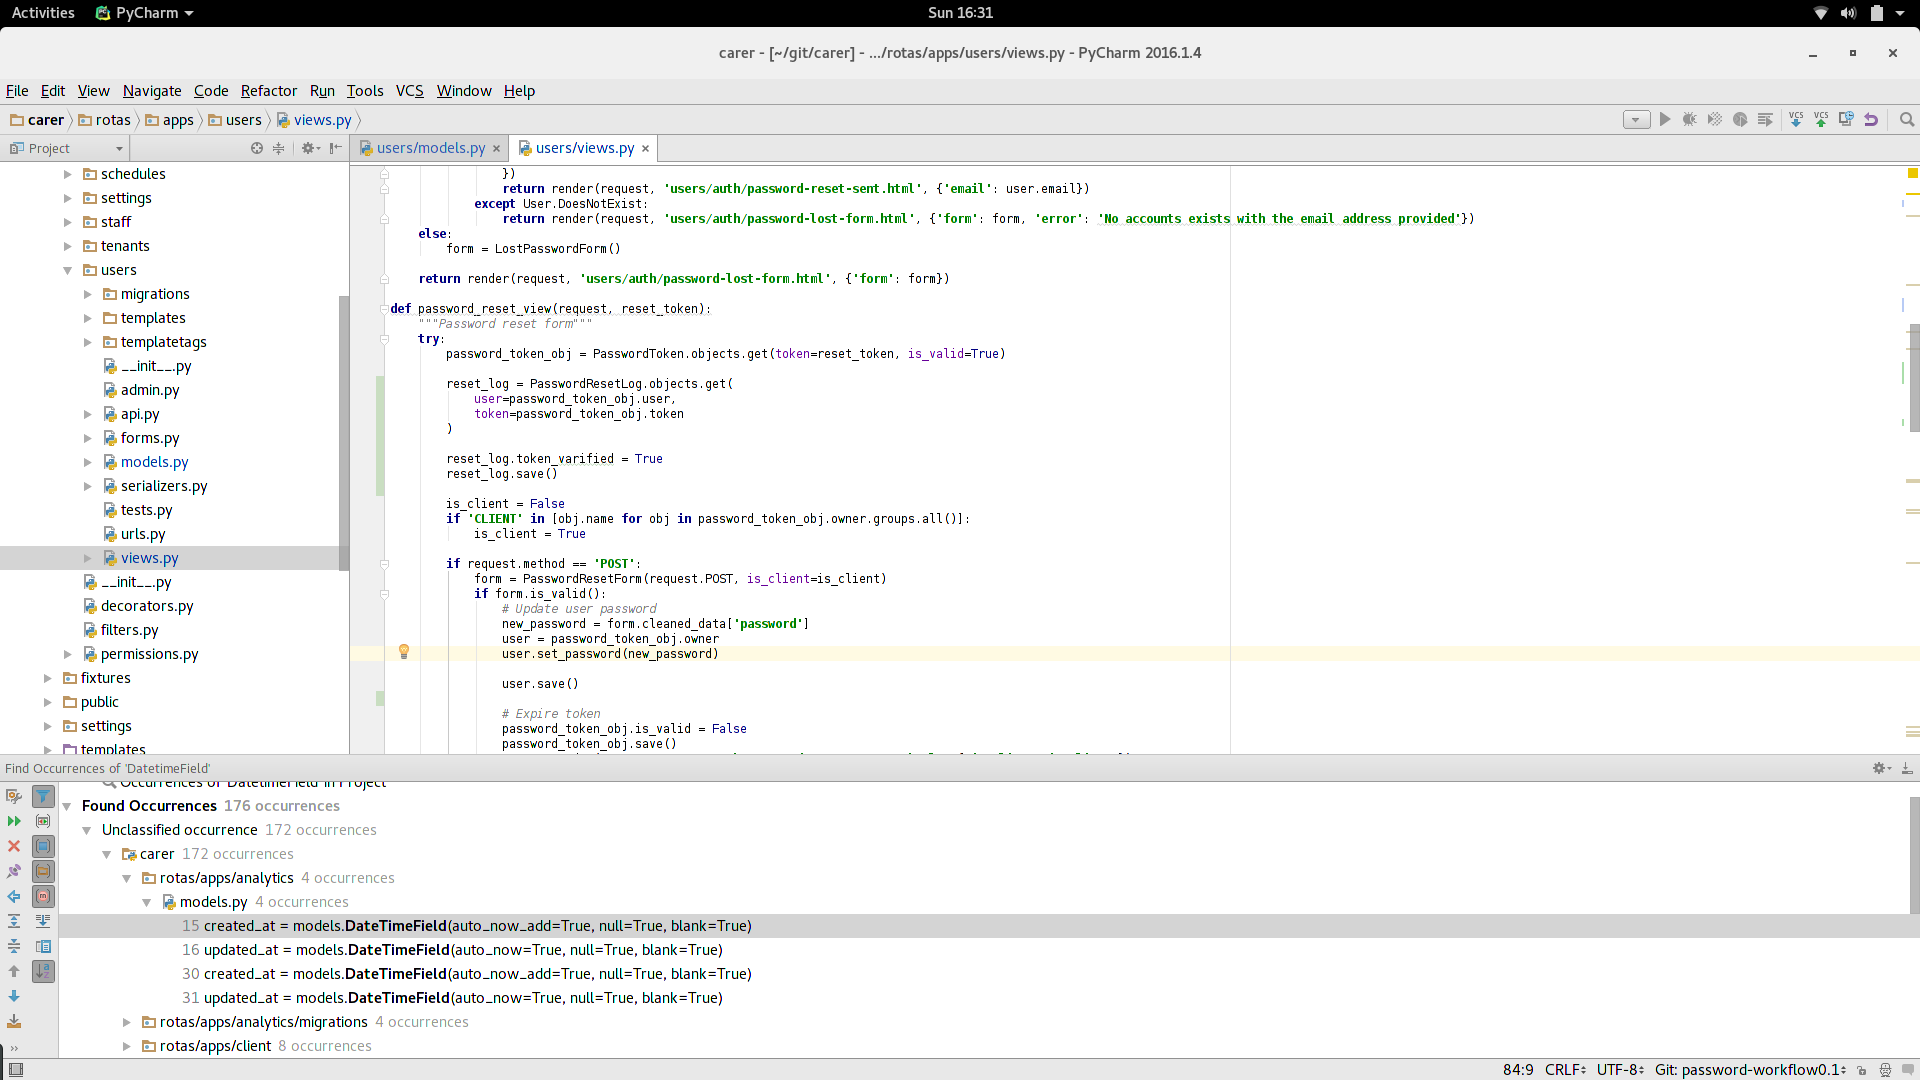 Activities PyCharm Sun 16:31
carer - [~/git/carer] - .../rotas/apps/users/views.py - PyCharm 2016.1.4
File Edit View Navigate Code Refactor Run Tools VCS Window Help
carer rotas apps users views.py VCS VCS
Project users/models.py users/views.py
schedules
settings
staff
tenants
users
migrations
templates
templatetags
__init__.py
admin.py
api.py
forms.py
models.py
serializers.py
tests.py
urls.py
views.py
__init__.py
decorators.py
filters.py
permissions.py
fixtures
public
settings
templates
})
return render(request, 'users/auth/password-reset-sent.html', {'email': user.email})
except User.DoesNotExist:
return render(request, 'users/auth/password-lost-form.html', {'form': form, 'error': 'No accounts exists with the email address provided'})
else:
form = LostPasswordForm()
return render(request, 'users/auth/password-lost-form.html', {'form': form})
def password_reset_view(request, reset_token):
"""Password reset form"""
try:
password_token_obj = PasswordToken.objects.get(token=reset_token, is_valid=True)
reset_log = PasswordResetLog.objects.get(
user=password_token_obj.user,
token=password_token_obj.token
)
reset_log.token_varified = True
reset_log.save()
is_client = False
if 'CLIENT' in [obj.name for obj in password_token_obj.owner.groups.all()]:
is_client = True
if request.method == 'POST':
form = PasswordResetForm(request.POST, is_client=is_client)
if form.is_valid():
# Update user password
new_password = form.cleaned_data['password']
user = password_token_obj.owner
user.set_password(new_password)
user.save()
# Expire token
password_token_obj.is_valid = False
password_token_obj.save()
Find Occurrences of 'DatetimeField'
Occurrences of 'DatetimeField' in Project
Found Occurrences 176 occurrences
Unclassified occurrence 172 occurrences
carer 172 occurrences
rotas/apps/analytics 4 occurrences
models.py 4 occurrences
15 created_at = models.DateTimeField(auto_now_add=True, null=True, blank=True)
16 updated_at = models.DateTimeField(auto_now=True, null=True, blank=True)
30 created_at = models.DateTimeField(auto_now_add=True, null=True, blank=True)
31 updated_at = models.DateTimeField(auto_now=True, null=True, blank=True)
rotas/apps/analytics/migrations 4 occurrences
rotas/apps/client 8 occurrences
84:9 CRLF UTF-8 Git: password-workflow0.1